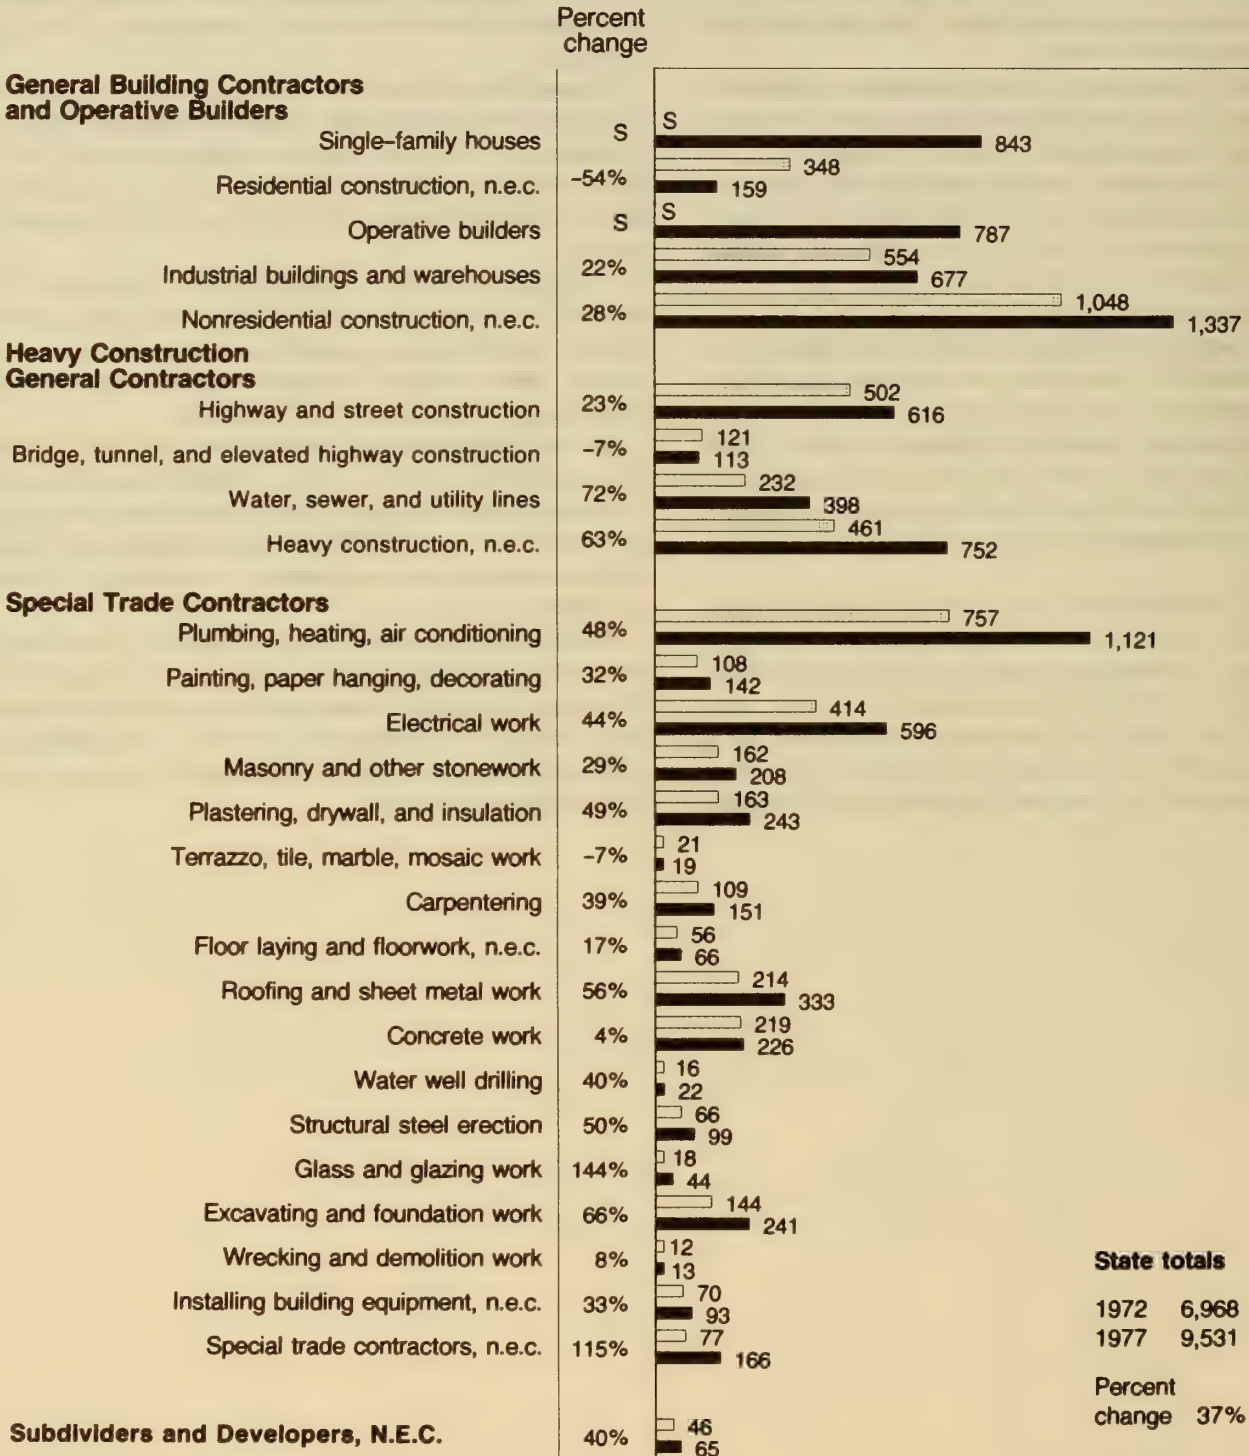 Percent
change
General Building Contractors
and Operative Builders
Single-family houses S S 843
Residential construction, n.e.c. -54% 348 159
Operative builders S S 787
Industrial buildings and warehouses 22% 554 677
Nonresidential construction, n.e.c. 28% 1,048 1,337
Heavy Construction
General Contractors
Highway and street construction 23% 502 616
Bridge, tunnel, and elevated highway construction -7% 121 113
Water, sewer, and utility lines 72% 232 398
Heavy construction, n.e.c. 63% 461 752
Special Trade Contractors
Plumbing, heating, air conditioning 48% 757 1,121
Painting, paper hanging, decorating 32% 108 142
Electrical work 44% 414 596
Masonry and other stonework 29% 162 208
Plastering, drywall, and insulation 49% 163 243
Terrazzo, tile, marble, mosaic work -7% 21 19
Carpentering 39% 109 151
Floor laying and floorwork, n.e.c. 17% 56 66
Roofing and sheet metal work 56% 214 333
Concrete work 4% 219 226
Water well drilling 40% 16 22
Structural steel erection 50% 66 99
Glass and glazing work 144% 18 44
Excavating and foundation work 66% 144 241
Wrecking and demolition work 8% 12 13
Installing building equipment, n.e.c. 33% 70 93
Special trade contractors, n.e.c. 115% 77 166
Subdividers and Developers, N.E.C. 40% 46 65
State totals
1972 6,968
1977 9,531
Percent
change 37%